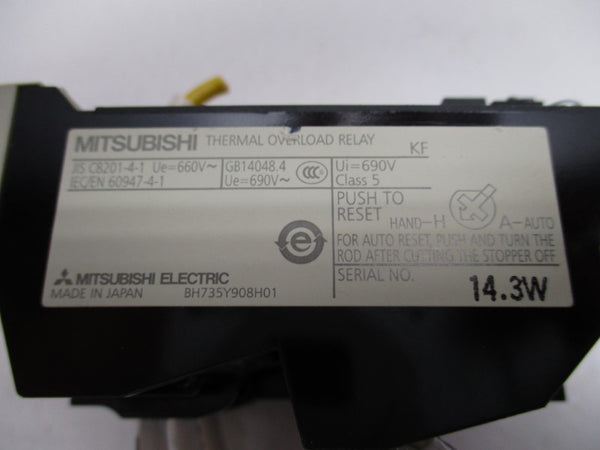 MITSUBISHI THERMAL OVERLOAD RELAY KF
JIS C8201-4-1 Ue=660V~
IEC/EN 60947-4-1
GB14048.4
Ue=690V~
CCC
Ui=690V
Class 5
PUSH TO
RESET HAND-H A-AUTO
FOR AUTO RESET, PUSH AND TURN THE
ROD AFTER CUTTING THE STOPPER OFF
e
MITSUBISHI ELECTRIC
MADE IN JAPAN BH735Y908H01
SERIAL NO. 14.3W